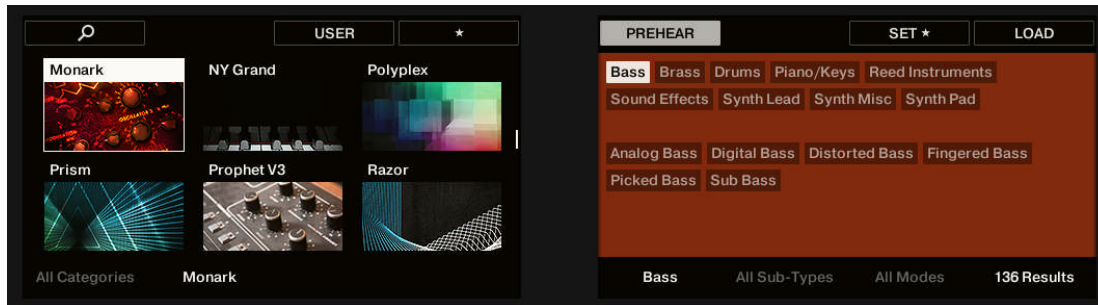 USER ★
Monark NY Grand Polyplex
OSCILLATORS
Prism Prophet V3 Razor
All Categories Monark
PREHEAR SET ★ LOAD
Bass Brass Drums Piano/Keys Reed Instruments
Sound Effects Synth Lead Synth Misc Synth Pad
Analog Bass Digital Bass Distorted Bass Fingered Bass
Picked Bass Sub Bass
Bass All Sub-Types All Modes 136 Results